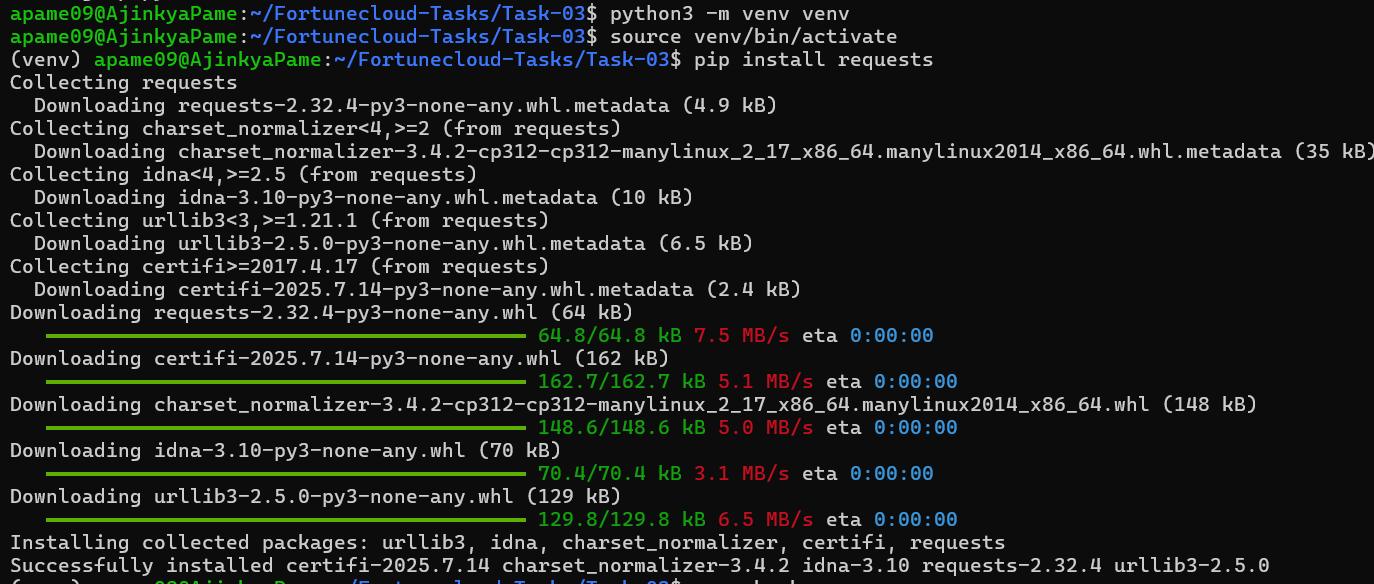 apame09@AjinkyaPame:~/Fortunecloud-Tasks/Task-03$ python3 -m venv venv
apame09@AjinkyaPame:~/Fortunecloud-Tasks/Task-03$ source venv/bin/activate
(venv) apame09@AjinkyaPame:~/Fortunecloud-Tasks/Task-03$ pip install requests
Collecting requests
  Downloading requests-2.32.4-py3-none-any.whl.metadata (4.9 kB)
Collecting charset_normalizer<4,>=2 (from requests)
  Downloading charset_normalizer-3.4.2-cp312-cp312-manylinux_2_17_x86_64.manylinux2014_x86_64.whl.metadata (35 kB)
Collecting idna<4,>=2.5 (from requests)
  Downloading idna-3.10-py3-none-any.whl.metadata (10 kB)
Collecting urllib3<3,>=1.21.1 (from requests)
  Downloading urllib3-2.5.0-py3-none-any.whl.metadata (6.5 kB)
Collecting certifi>=2017.4.17 (from requests)
  Downloading certifi-2025.7.14-py3-none-any.whl.metadata (2.4 kB)
Downloading requests-2.32.4-py3-none-any.whl (64 kB)
64.8/64.8 kB 7.5 MB/s eta 0:00:00
Downloading certifi-2025.7.14-py3-none-any.whl (162 kB)
162.7/162.7 kB 5.1 MB/s eta 0:00:00
Downloading charset_normalizer-3.4.2-cp312-cp312-manylinux_2_17_x86_64.manylinux2014_x86_64.whl (148 kB)
148.6/148.6 kB 5.0 MB/s eta 0:00:00
Downloading idna-3.10-py3-none-any.whl (70 kB)
70.4/70.4 kB 3.1 MB/s eta 0:00:00
Downloading urllib3-2.5.0-py3-none-any.whl (129 kB)
129.8/129.8 kB 6.5 MB/s eta 0:00:00
Installing collected packages: urllib3, idna, charset_normalizer, certifi, requests
Successfully installed certifi-2025.7.14 charset_normalizer-3.4.2 idna-3.10 requests-2.32.4 urllib3-2.5.0